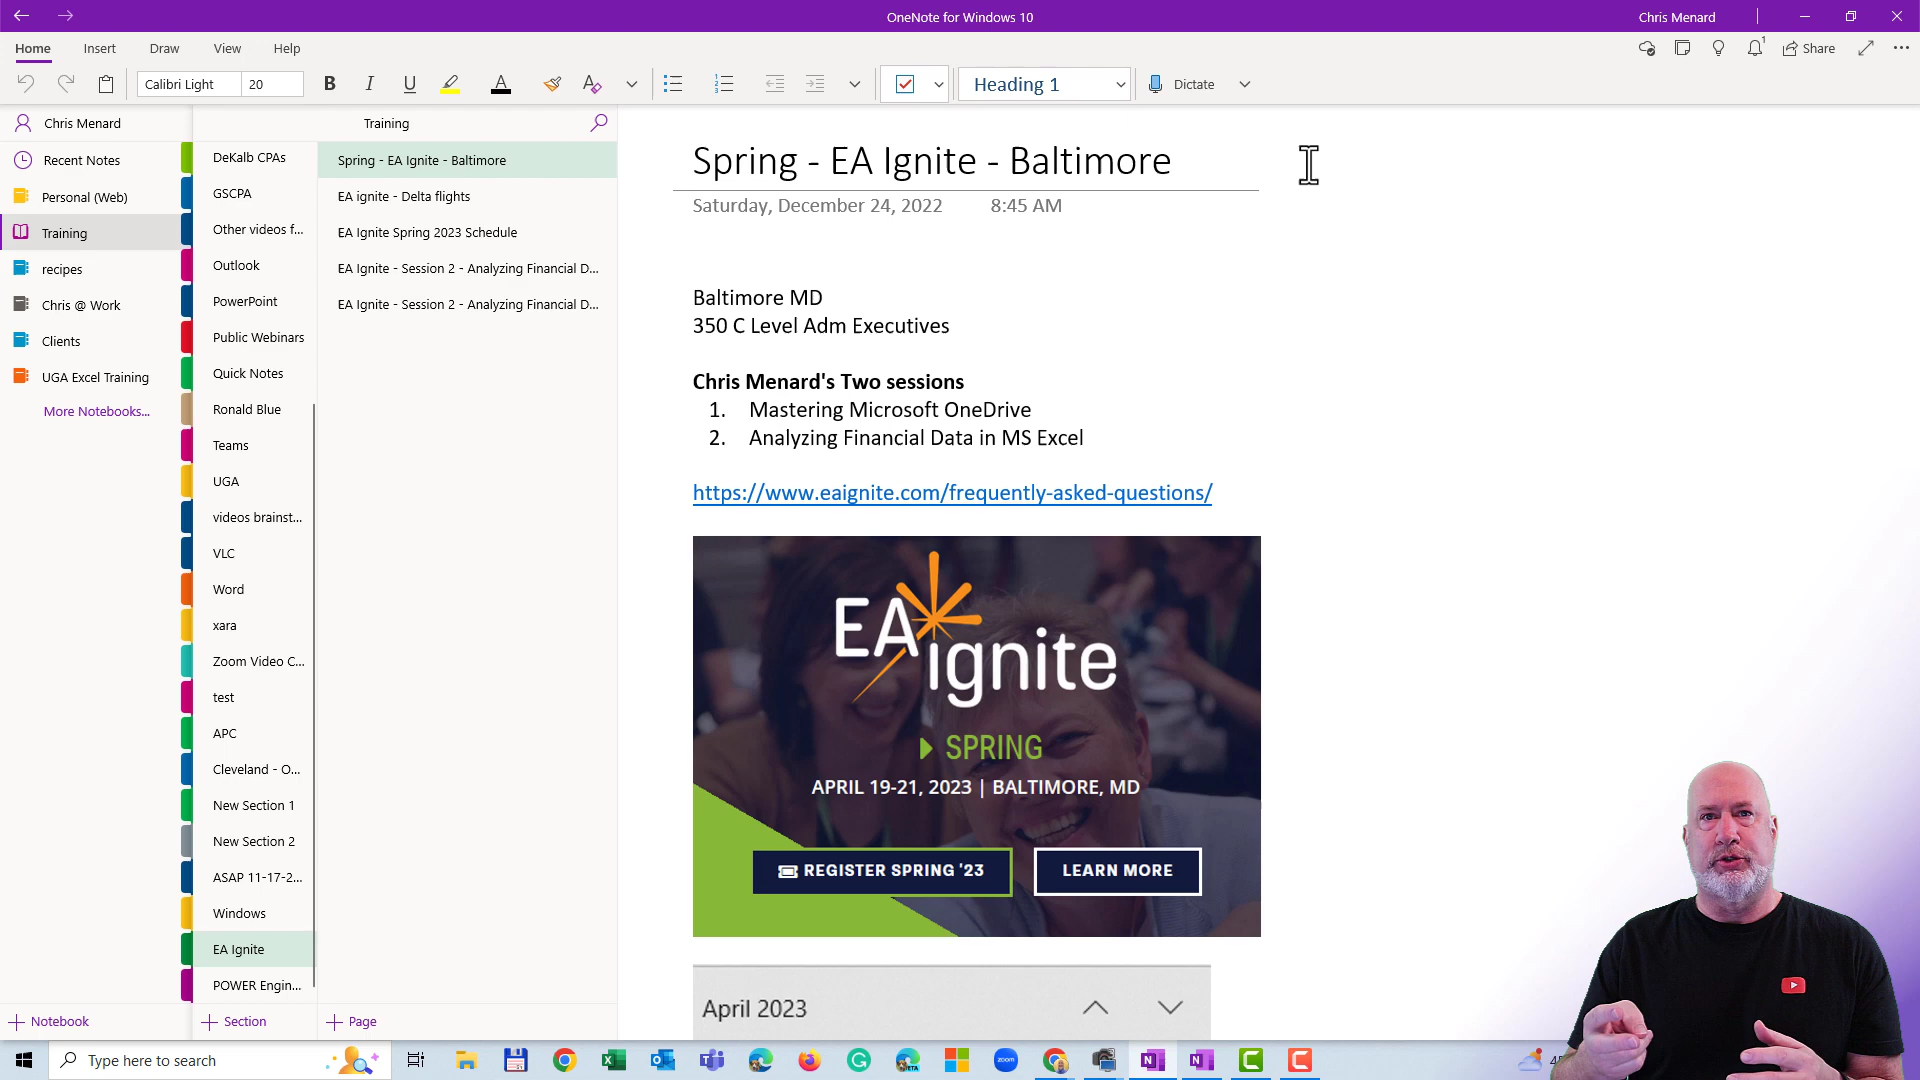 OneNote for Windows 10
Chris Menard
Home Insert Draw View Help
1
Share
Calibri Light 20 B I U A A
Heading 1
Dictate
Chris Menard
Recent Notes
Personal (Web)
Training
recipes
Chris @ Work
Clients
UGA Excel Training
More Notebooks...
Notebook
Training
DeKalb CPAs
GSCPA
Other videos f...
Outlook
PowerPoint
Public Webinars
Quick Notes
Ronald Blue
Teams
UGA
videos brainst...
VLC
Word
xara
Zoom Video C...
test
APC
Cleveland - O...
New Section 1
New Section 2
ASAP 11-17-2...
Windows
EA Ignite
POWER Engin...
Section
Spring - EA Ignite - Baltimore
EA ignite - Delta flights
EA Ignite Spring 2023 Schedule
EA Ignite - Session 2 - Analyzing Financial D...
EA Ignite - Session 2 - Analyzing Financial D...
Page
Spring - EA Ignite - Baltimore
Saturday, December 24, 2022 8:45 AM
Baltimore MD
350 C Level Adm Executives
Chris Menard's Two sessions
1. Mastering Microsoft OneDrive
2. Analyzing Financial Data in MS Excel
https://www.eaignite.com/frequently-asked-questions/
EA
ignite
SPRING
APRIL 19-21, 2023 | BALTIMORE, MD
REGISTER SPRING '23
LEARN MORE
April 2023
Type here to search
zoom